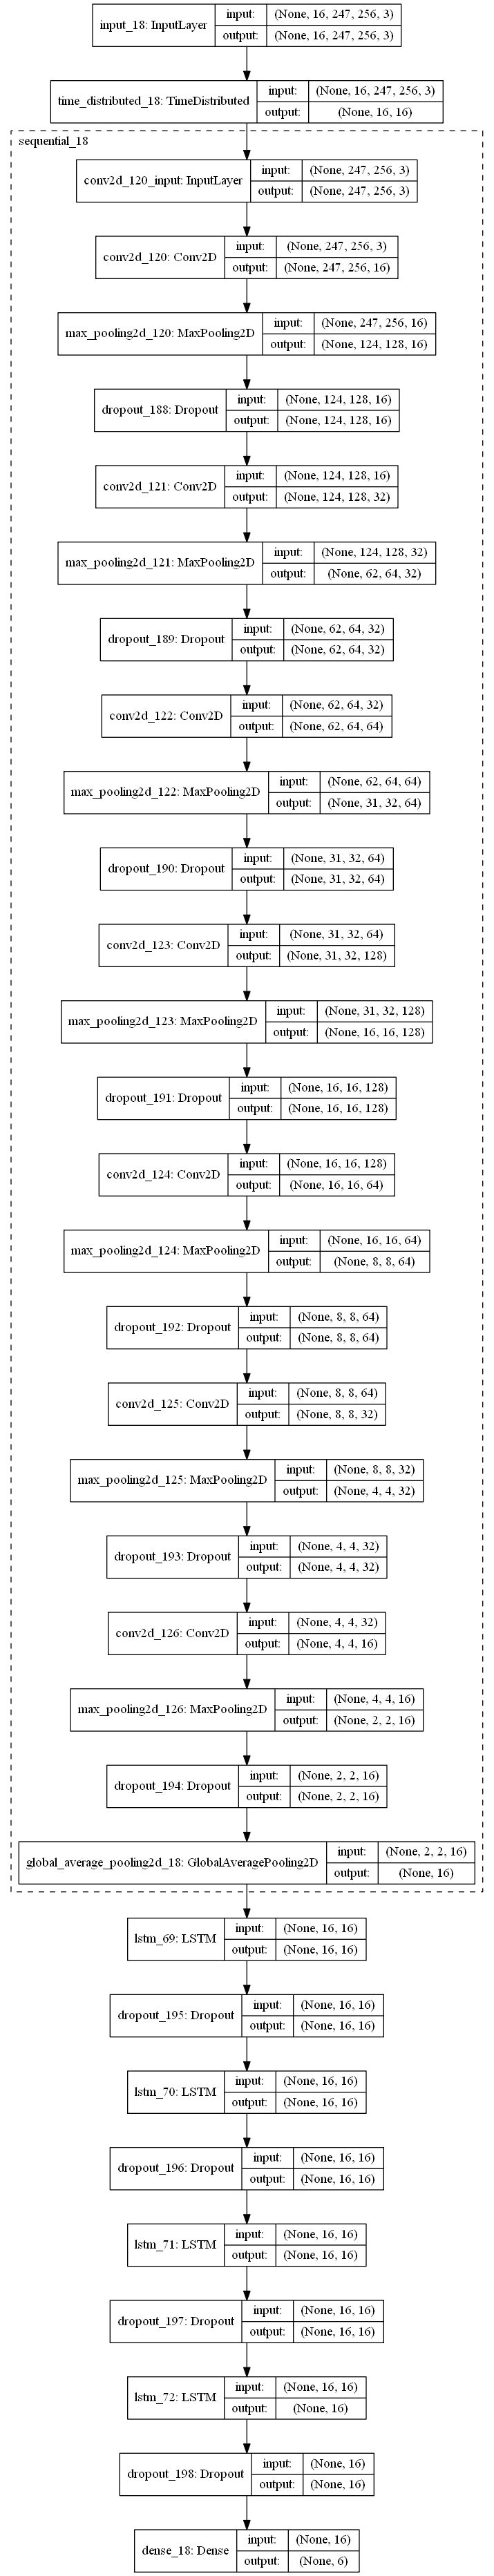 input_18: InputLayer input: (None, 16, 247, 256, 3)
output: (None, 16, 247, 256, 3)
time_distributed_18: TimeDistributed input: (None, 16, 247, 256, 3)
output: (None, 16, 16)
sequential_18
conv2d_120_input: InputLayer input: (None, 247, 256, 3)
output: (None, 247, 256, 3)
conv2d_120: Conv2D input: (None, 247, 256, 3)
output: (None, 247, 256, 16)
max_pooling2d_120: MaxPooling2D input: (None, 247, 256, 16)
output: (None, 124, 128, 16)
dropout_188: Dropout input: (None, 124, 128, 16)
output: (None, 124, 128, 16)
conv2d_121: Conv2D input: (None, 124, 128, 16)
output: (None, 124, 128, 32)
max_pooling2d_121: MaxPooling2D input: (None, 124, 128, 32)
output: (None, 62, 64, 32)
dropout_189: Dropout input: (None, 62, 64, 32)
output: (None, 62, 64, 32)
conv2d_122: Conv2D input: (None, 62, 64, 32)
output: (None, 62, 64, 64)
max_pooling2d_122: MaxPooling2D input: (None, 62, 64, 64)
output: (None, 31, 32, 64)
dropout_190: Dropout input: (None, 31, 32, 64)
output: (None, 31, 32, 64)
conv2d_123: Conv2D input: (None, 31, 32, 64)
output: (None, 31, 32, 128)
max_pooling2d_123: MaxPooling2D input: (None, 31, 32, 128)
output: (None, 16, 16, 128)
dropout_191: Dropout input: (None, 16, 16, 128)
output: (None, 16, 16, 128)
conv2d_124: Conv2D input: (None, 16, 16, 128)
output: (None, 16, 16, 64)
max_pooling2d_124: MaxPooling2D input: (None, 16, 16, 64)
output: (None, 8, 8, 64)
dropout_192: Dropout input: (None, 8, 8, 64)
output: (None, 8, 8, 64)
conv2d_125: Conv2D input: (None, 8, 8, 64)
output: (None, 8, 8, 32)
max_pooling2d_125: MaxPooling2D input: (None, 8, 8, 32)
output: (None, 4, 4, 32)
dropout_193: Dropout input: (None, 4, 4, 32)
output: (None, 4, 4, 32)
conv2d_126: Conv2D input: (None, 4, 4, 32)
output: (None, 4, 4, 16)
max_pooling2d_126: MaxPooling2D input: (None, 4, 4, 16)
output: (None, 2, 2, 16)
dropout_194: Dropout input: (None, 2, 2, 16)
output: (None, 2, 2, 16)
global_average_pooling2d_18: GlobalAveragePooling2D input: (None, 2, 2, 16)
output: (None, 16)
lstm_69: LSTM input: (None, 16, 16)
output: (None, 16, 16)
dropout_195: Dropout input: (None, 16, 16)
output: (None, 16, 16)
lstm_70: LSTM input: (None, 16, 16)
output: (None, 16, 16)
dropout_196: Dropout input: (None, 16, 16)
output: (None, 16, 16)
lstm_71: LSTM input: (None, 16, 16)
output: (None, 16, 16)
dropout_197: Dropout input: (None, 16, 16)
output: (None, 16, 16)
lstm_72: LSTM input: (None, 16, 16)
output: (None, 16)
dropout_198: Dropout input: (None, 16)
output: (None, 16)
dense_18: Dense input: (None, 16)
output: (None, 6)